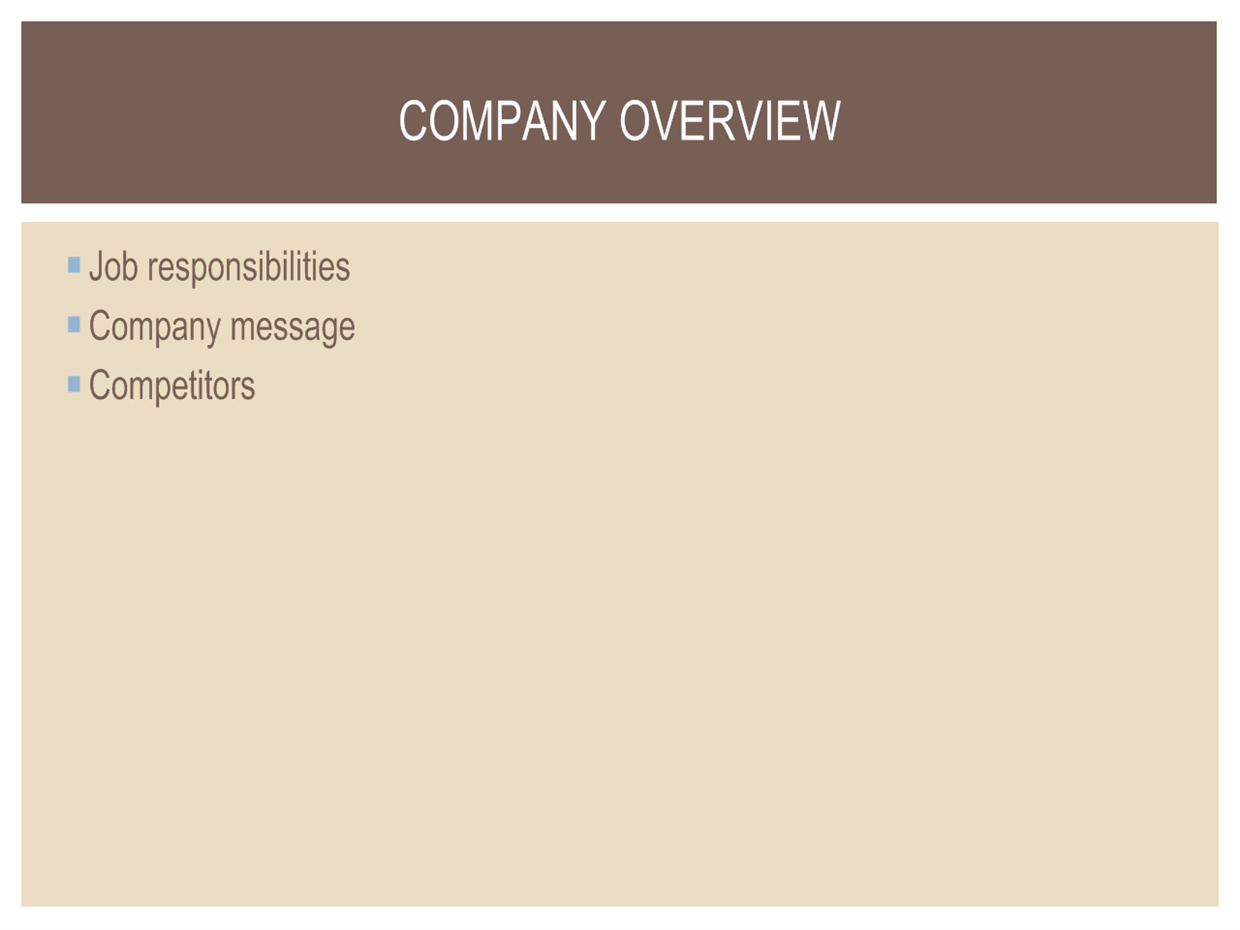 COMPANY OVERVIEW
Job responsibilities
Company message
Competitors